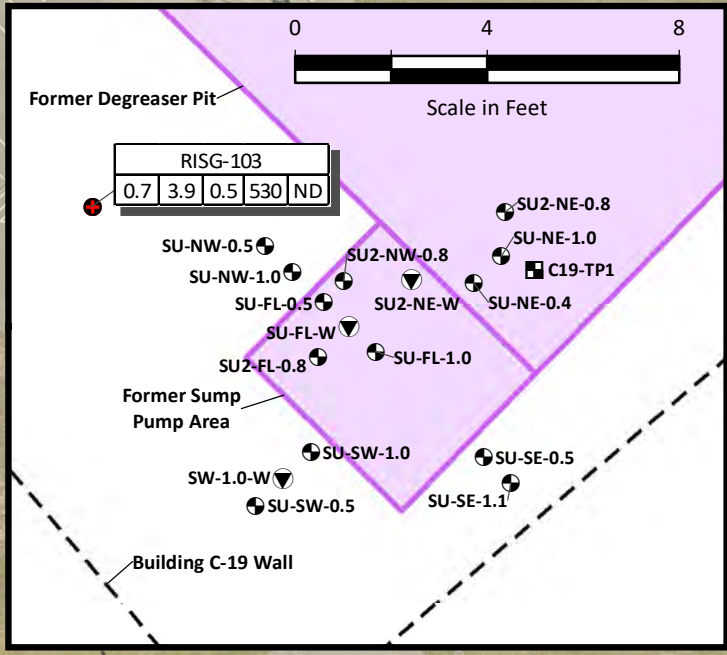 0 4 8
Scale in Feet
Former Degreaser Pit
RISG-103
0.7 3.9 0.5 530 ND
SU2-NE-0.8
SU-NE-1.0
SU-NW-0.5
SU2-NW-0.8
C19-TP1
SU-NW-1.0
SU-FL-0.5
SU2-NE-W
SU-NE-0.4
SU-FL-W
SU2-FL-0.8
SU-FL-1.0
Former Sump
Pump Area
SU-SW-1.0
SU-SE-0.5
SW-1.0-W
SU-SE-1.1
SU-SW-0.5
Building C-19 Wall